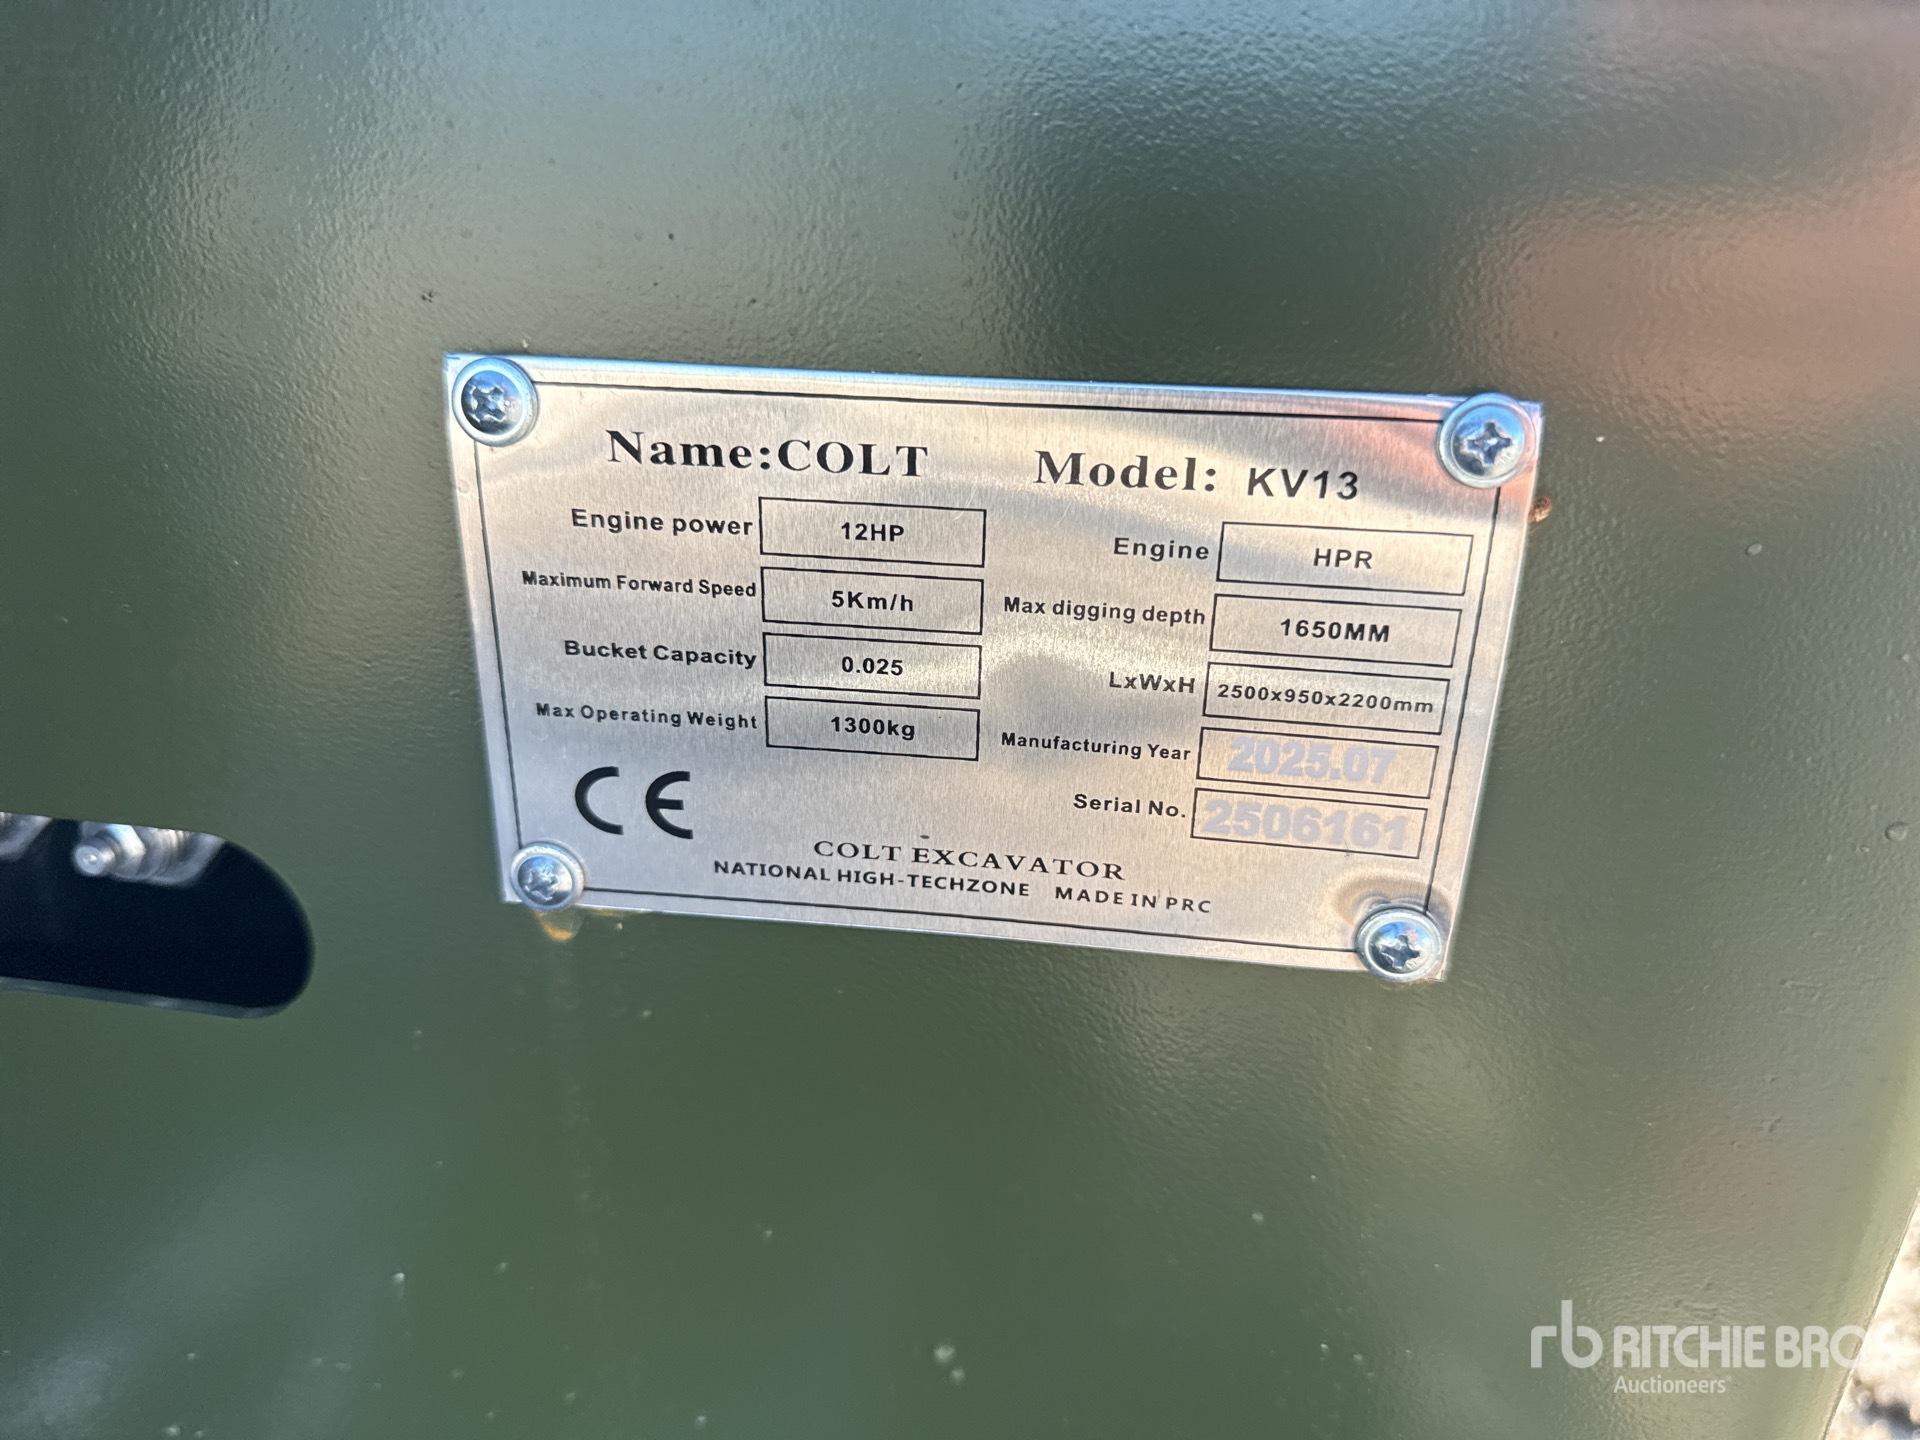 Name:COLT Model: KV13
Engine power 12HP Engine HPR
Maximum Forward Speed 5Km/h Max digging depth 1650MM
Bucket Capacity 0.025 LxWxH 2500x950x2200mm
Max Operating Weight 1300kg Manufacturing Year 2025.07
CE Serial No. 2506161
COLT EXCAVATOR
NATIONAL HIGH-TECHZONE MADE IN PRC
rb RITCHIE BROS
Auctioneers